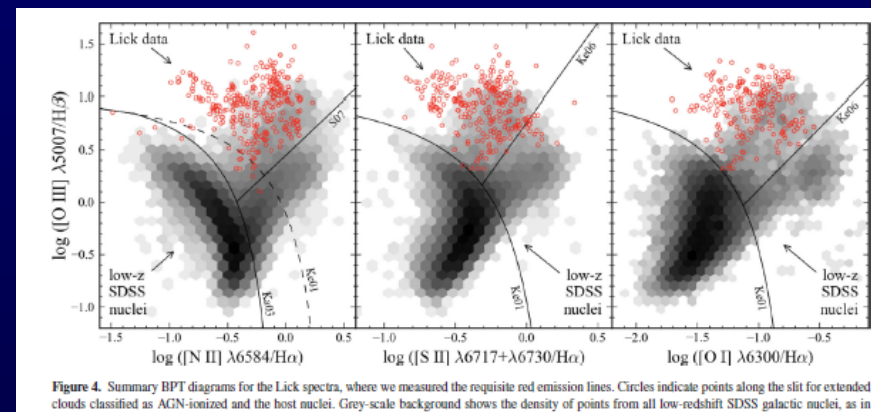 Lick data
Lick data
Lick data
Ke06
S07
Ke06
low-z
SDSS
nuclei
low-z
SDSS
nuclei
low-z
SDSS
nuclei
Ka03
Ke01
Ke01
Ke01
1.5
1.0
0.5
0.0
−0.5
−1.0
log ([O III] λ5007/Hβ)
−1.5 −1.0 −0.5 0.0 0.5
−1.0 −0.5 0.0
−2.0 −1.5 −1.0 −0.5
log ([N II] λ6584/Hα)
log ([S II] λ6717+λ6730/Hα)
log ([O I] λ6300/Hα)
Figure 4. Summary BPT diagrams for the Lick spectra, where we measured the requisite red emission lines. Circles indicate points along the slit for extended
clouds classified as AGN-ionized and the host nuclei. Grey-scale background shows the density of points from all low-redshift SDSS galactic nuclei, as in